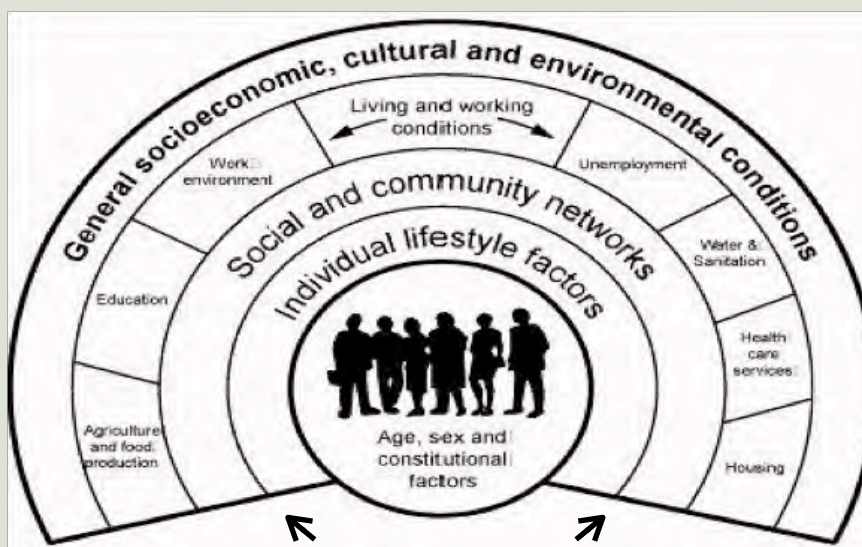 General socioeconomic, cultural and environmental conditions
Living and working
conditions
Work
environment
Unemployment
Education
Water &
Sanitation
Agriculture
and food
production
Health
care
services
Housing
Social and community networks
Individual lifestyle factors
Age, sex and
constitutional
factors